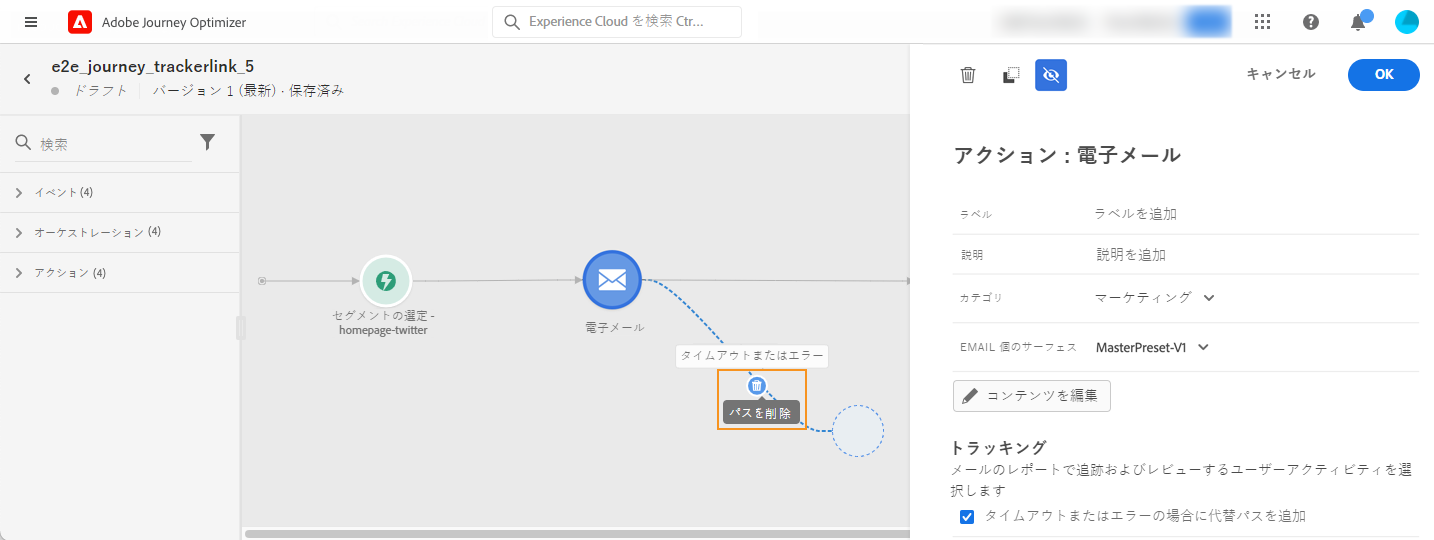 Adobe Journey Optimizer
Experience Cloud を検索 Ctr...
e2e_journey_trackerlink_5
ドラフト バージョン 1 (最新) · 保存済み
キャンセル
OK
検索
イベント (4)
オーケストレーション (4)
アクション (4)
セグメントの選定 -
homepage-twitter
電子メール
タイムアウトまたはエラー
パスを削除
アクション : 電子メール
ラベル ラベルを追加
説明 説明を追加
カテゴリ マーケティング
EMAIL 個のサーフェス MasterPreset-V1
コンテンツを編集
トラッキング
メールのレポートで追跡およびレビューするユーザーアクティビティを選
択します
タイムアウトまたはエラーの場合に代替パスを追加